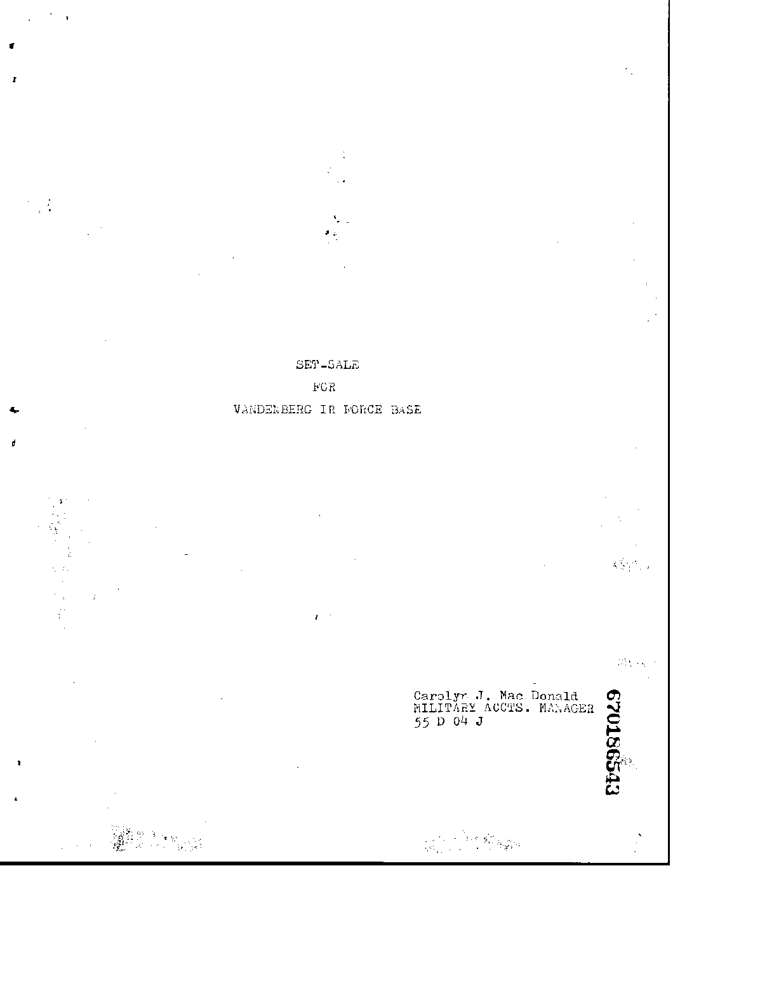 SET-SALE
FOR
VANDENBERG IR FORCE BASE
Carolyn J. Mac Donald
MILITARY ACCTS. MANAGER
55 D 04 J
670186543